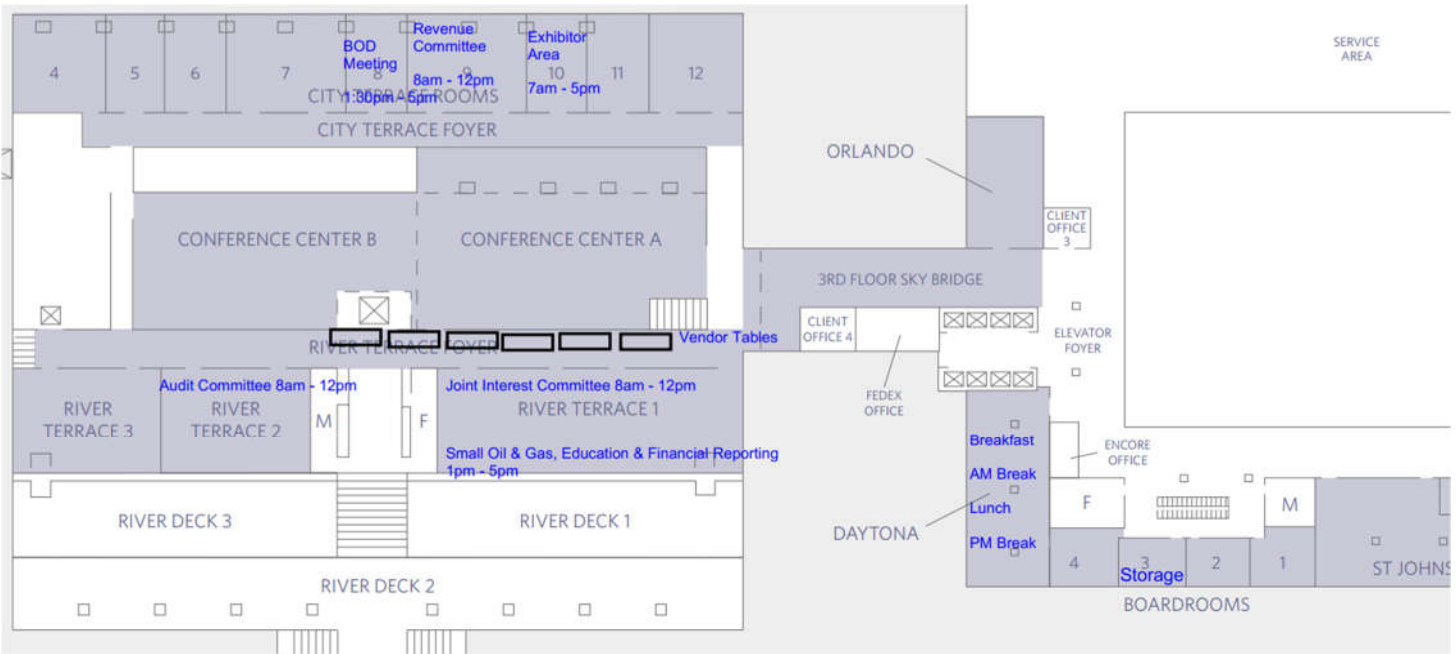 BOD
Meeting
1:30pm - 5pm
Revenue
Committee
8am - 12pm
Exhibitor
Area
7am - 5pm
4
5
6
7
8
9
10
11
12
CITY TERRACE ROOMS
CITY TERRACE FOYER
SERVICE
AREA
ORLANDO
CLIENT
OFFICE
3
CONFERENCE CENTER B
CONFERENCE CENTER A
3RD FLOOR SKY BRIDGE
CLIENT
OFFICE 4
ELEVATOR
FOYER
FEDEX
OFFICE
Vendor Tables
RIVER TERRACE FOYER
Audit Committee 8am - 12pm
Joint Interest Committee 8am - 12pm
RIVER
TERRACE 3
RIVER
TERRACE 2
M
F
RIVER TERRACE 1
Small Oil & Gas, Education & Financial Reporting
1pm - 5pm
RIVER DECK 3
RIVER DECK 1
RIVER DECK 2
Breakfast
AM Break
Lunch
PM Break
DAYTONA
ENCORE
OFFICE
F
M
4
3
2
1
Storage
ST JOHNS
BOARDROOMS